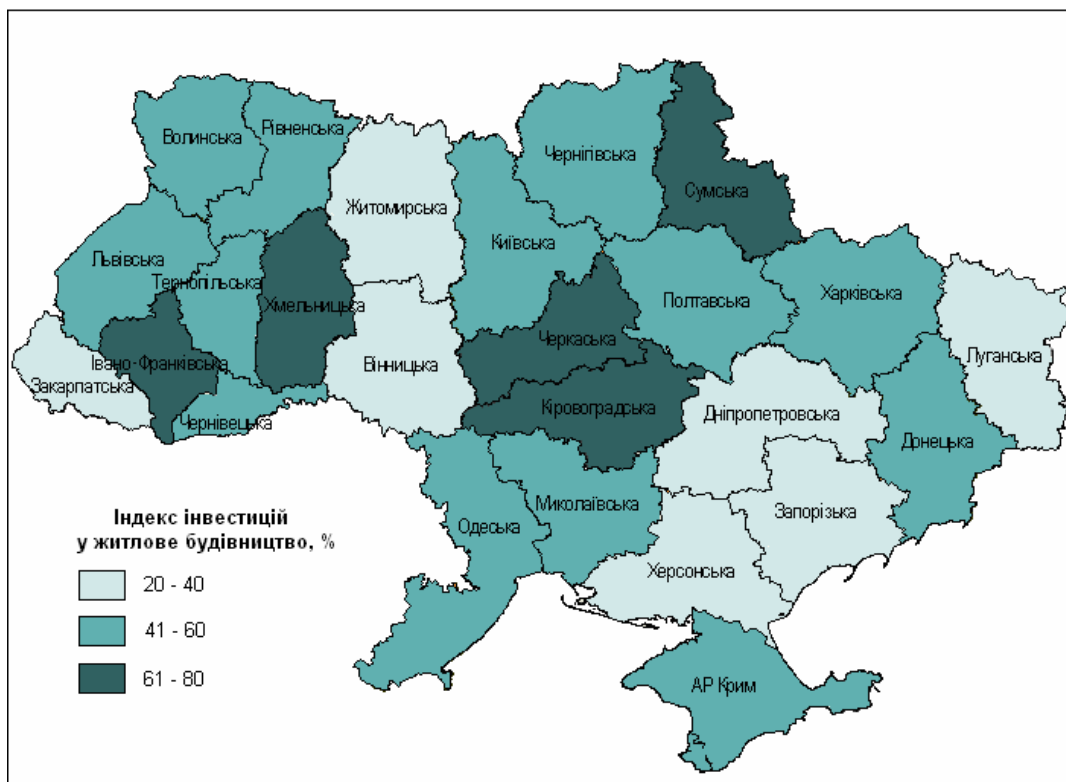 Волинська
Рівненська
Чернігівська
Сумська
Житомирська
Київська
Львівська
Тернопільська
Хмельницька
Полтавська
Харківська
Черкаська
Луганська
Івано-Франківська
Закарпатська
Вінницька
Кіровоградська
Дніпропетровська
Чернівецька
Донецька
Миколаївська
Запорізька
Одеська
Херсонська
АР Крим
Індекс інвестицій
у житлове будівництво, %
20 - 40
41 - 60
61 - 80